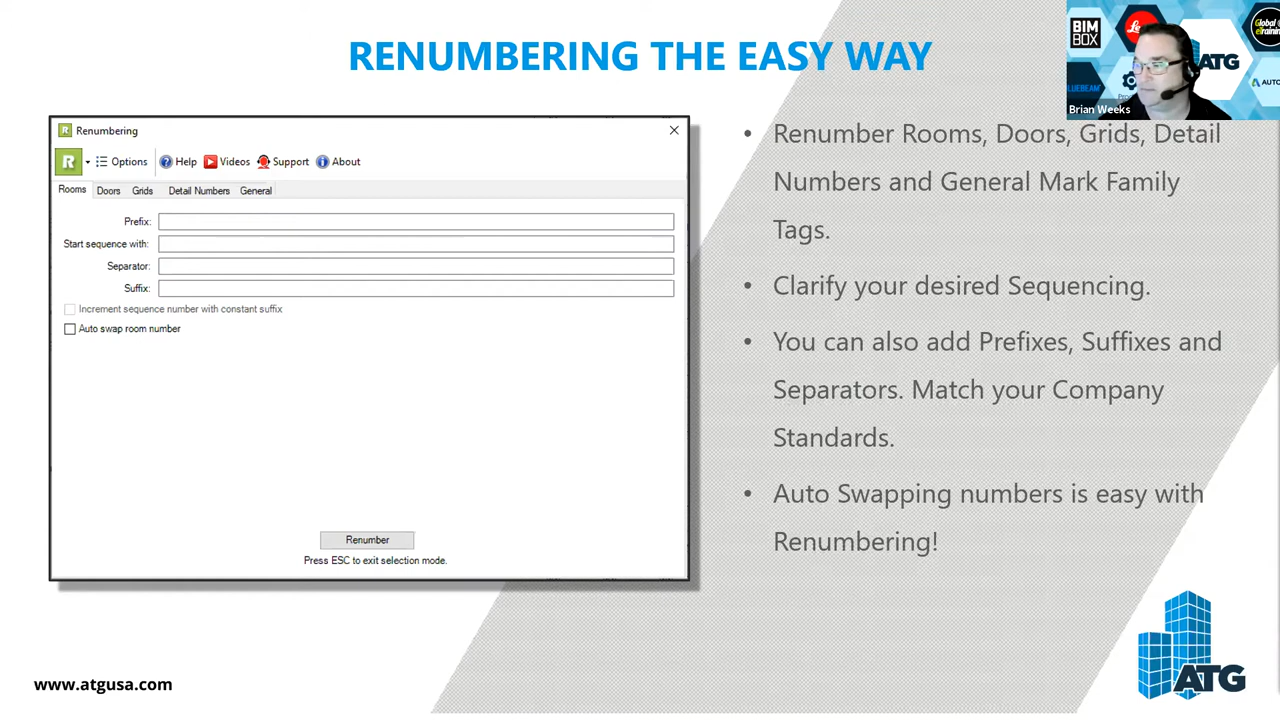 RENUMBERING THE EASY WAY
BIM
BOX
Global
eTraining
ATG
BLUEBEAM
AUTO
Brian Weeks
Renumbering
R
Options
Help
Videos
Support
About
Rooms
Doors
Grids
Detail Numbers
General
Prefix:
Start sequence with:
Separator:
Suffix:
Increment sequence number with constant suffix
Auto swap room number
Renumber
Press ESC to exit selection mode.
• Renumber Rooms, Doors, Grids, Detail
Numbers and General Mark Family
Tags.
• Clarify your desired Sequencing.
• You can also add Prefixes, Suffixes and
Separators. Match your Company
Standards.
• Auto Swapping numbers is easy with
Renumbering!
www.atgusa.com
ATG